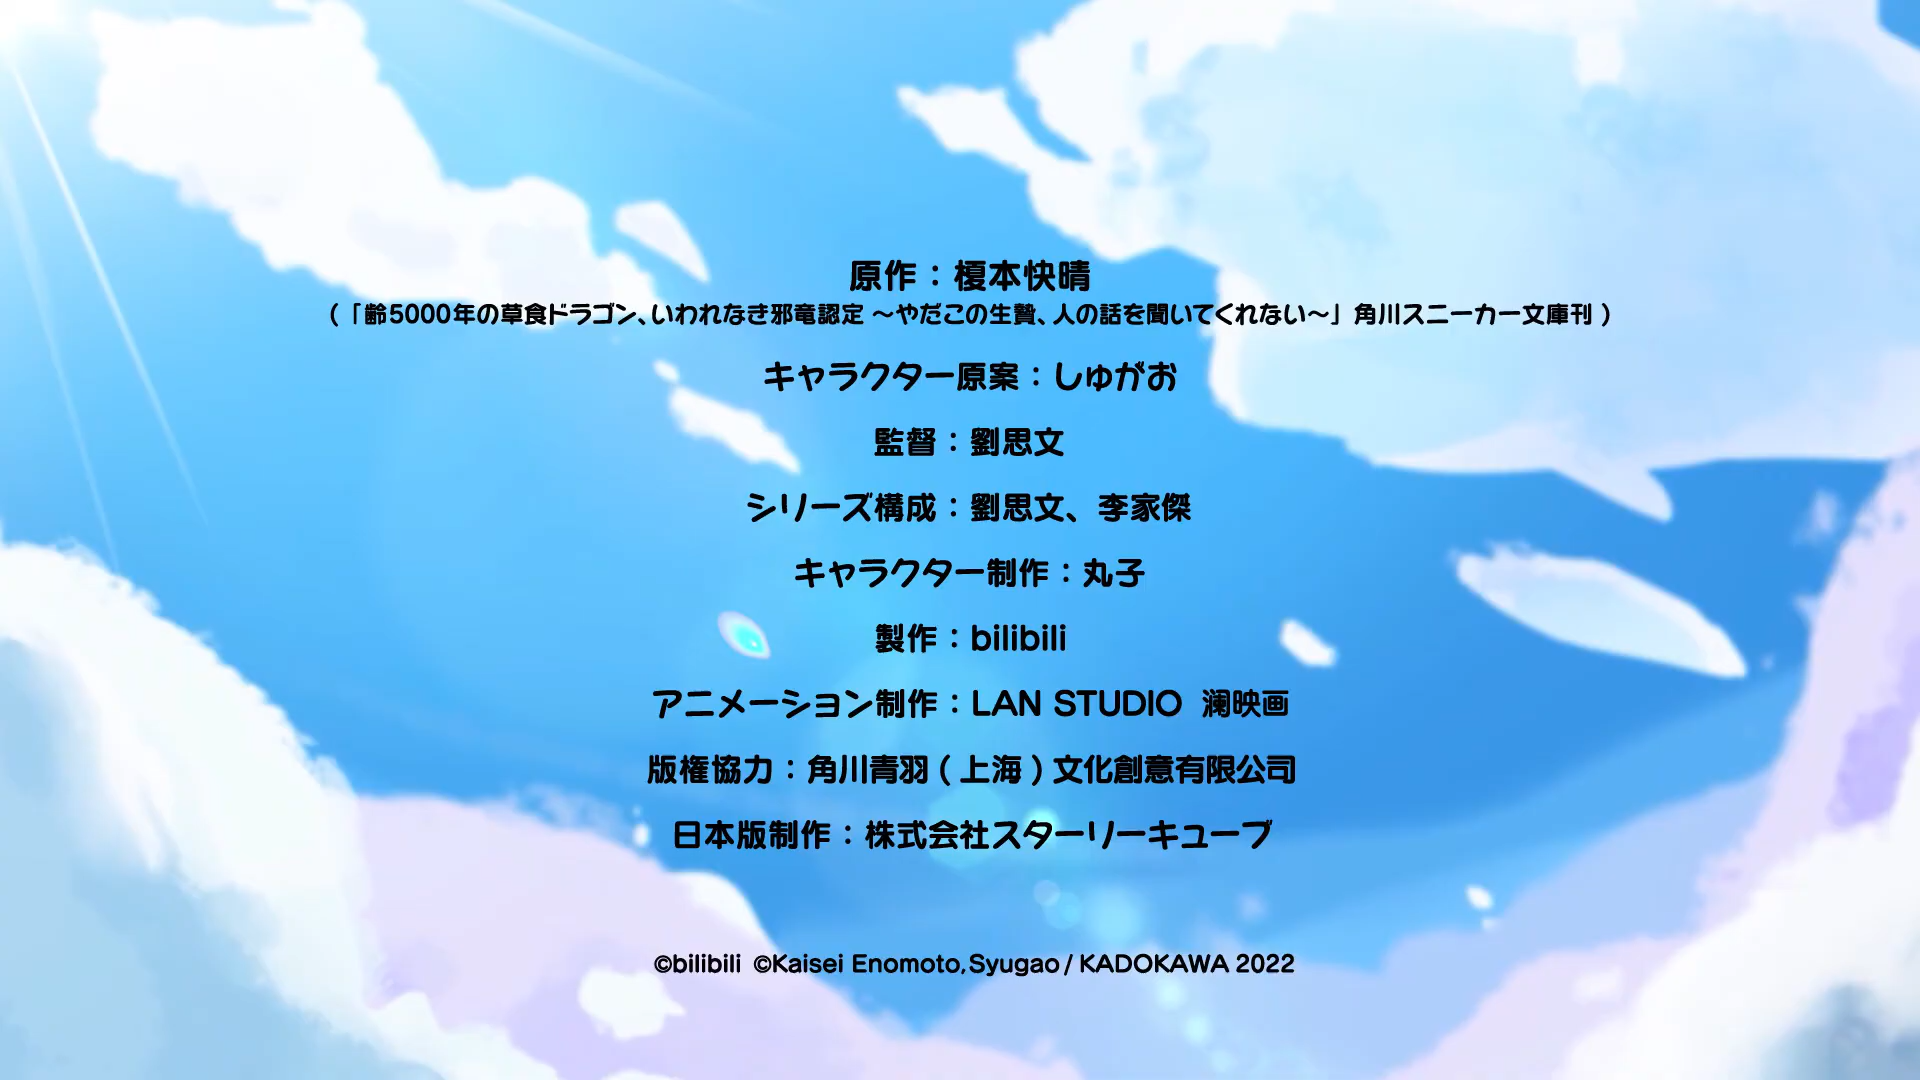 原作：榎本快晴
（「齢5000年の草食ドラゴン、いわれなき邪竜認定 ～やだこの生贄、人の話を聞いてくれない～」角川スニーカー文庫刊）
キャラクター原案：しゅがお
監督：劉思文
シリーズ構成：劉思文、李家傑
キャラクター制作：丸子
製作：bilibili
アニメーション制作：LAN STUDIO 澜映画
版権協力：角川青羽（上海）文化創意有限公司
日本版制作：株式会社スターリーキューブ
©bilibili ©Kaisei Enomoto,Syugao / KADOKAWA 2022